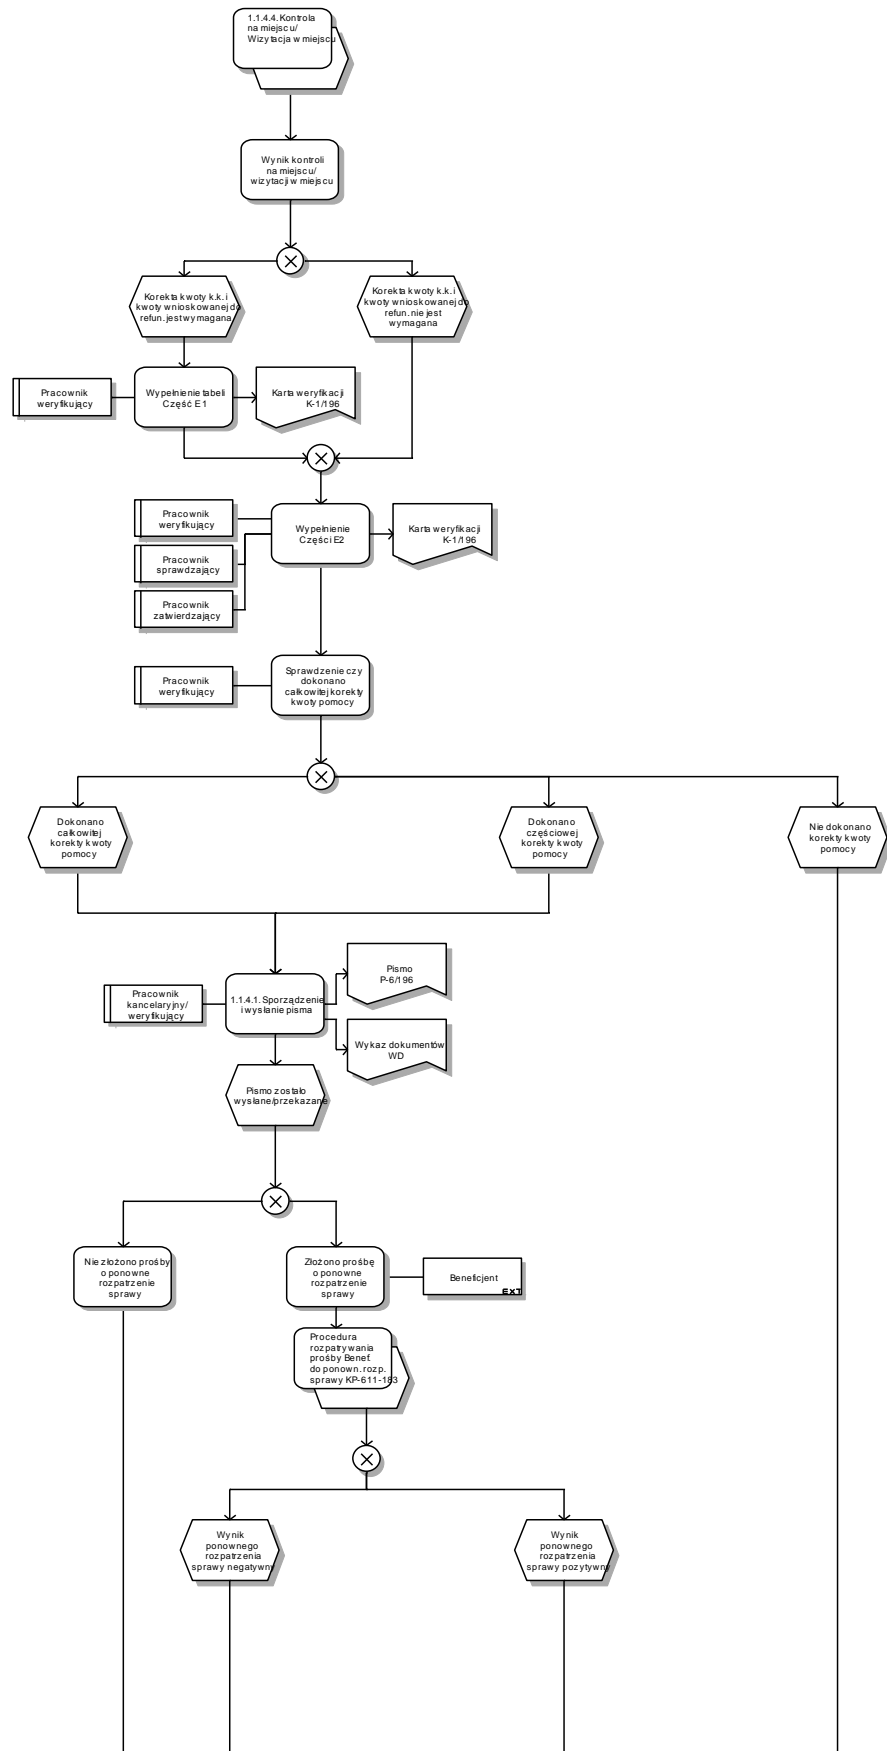 1.1.4.4. Kontrola
na miejscu/
Wizytacja w miejscu
Wynik kontroli
na miejscu/
wizytacji w miejscu
Korekta kwoty k.k. i
kwoty wnioskowanej do
refun. jest wymagana
Korekta kwoty k.k. i
kwoty wnioskowanej do
refun. nie jest
wymagana
Pracownik
weryfikujący
Wypełnienie tabeli
Część E1
Karta weryfikacji
K-1/196
Pracownik
weryfikujący
Wypełnienie
Części E2
Karta weryfikacji
K-1/196
Pracownik
sprawdzający
Pracownik
zatwierdzający
Pracownik
weryfikujący
Sprawdzenie czy
dokonano
całkowitej korekty
kwoty pomocy
Dokonano
całkowitej
korekty kwoty
pomocy
Dokonano
częściowej
korekty kwoty
pomocy
Nie dokonano
korekty kwoty
pomocy
Pracownik
kancelaryjny/
weryfikujący
1.1.4.1. Sporządzenie
i wysłanie pisma
Pismo
P-6/196
Wykaz dokumentów
WD
Pismo zostało
wysłane/przekazane
Nie złożono prośby
o ponowne
rozpatrzenie
sprawy
Złożono prośbę
o ponowne
rozpatrzenie
sprawy
Beneficjent
EXT
Procedura
rozpatrywania
prośby Benef.
do ponown. rozp.
sprawy KP-611-183
Wynik
ponownego
rozpatrzenia
sprawy negatywny
Wynik
ponownego
rozpatrzenia
sprawy pozytywny